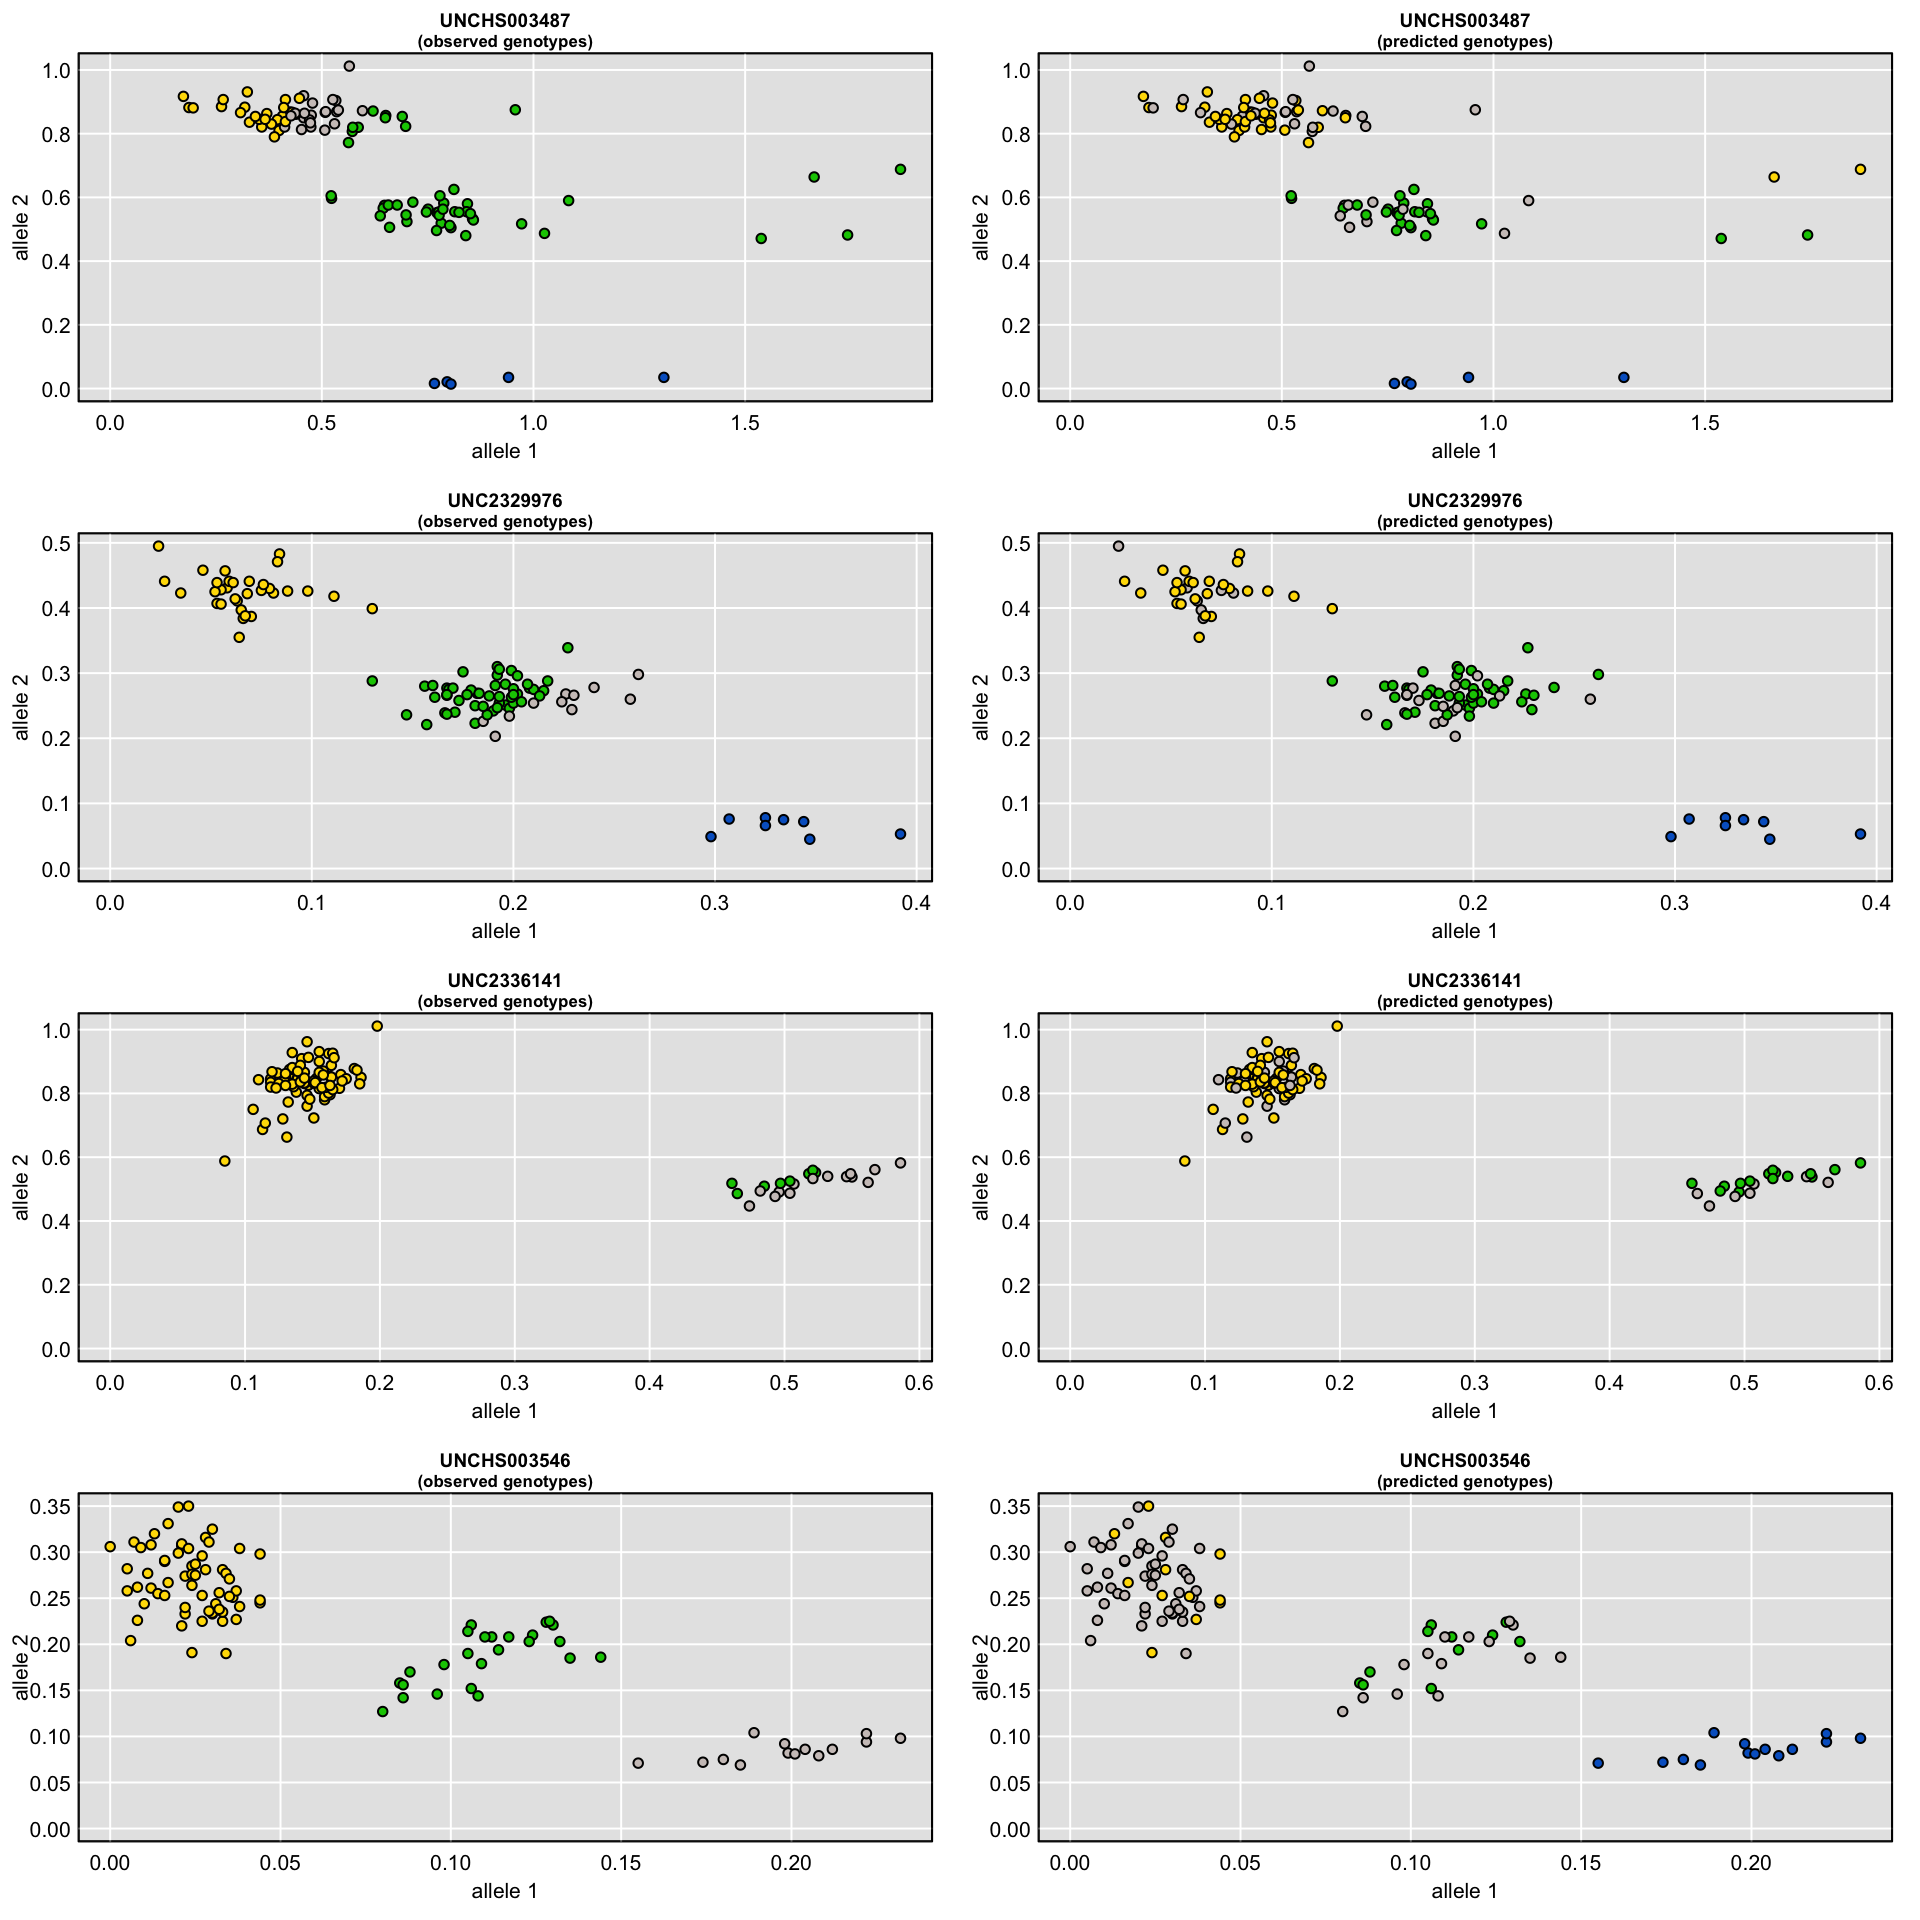 UNCHS003487
(observed genotypes)
1.0
0.8
0.6
0.4
0.2
0.0
allele 2
0.0 0.5 1.0 1.5
allele 1
UNCHS003487
(predicted genotypes)
1.0
0.8
0.6
0.4
0.2
0.0
allele 2
0.0 0.5 1.0 1.5
allele 1
UNC2329976
(observed genotypes)
0.5
0.4
0.3
0.2
0.1
0.0
allele 2
0.0 0.1 0.2 0.3 0.4
allele 1
UNC2329976
(predicted genotypes)
0.5
0.4
0.3
0.2
0.1
0.0
allele 2
0.0 0.1 0.2 0.3 0.4
allele 1
UNC2336141
(observed genotypes)
1.0
0.8
0.6
0.4
0.2
0.0
allele 2
0.0 0.1 0.2 0.3 0.4 0.5 0.6
allele 1
UNC2336141
(predicted genotypes)
1.0
0.8
0.6
0.4
0.2
0.0
allele 2
0.0 0.1 0.2 0.3 0.4 0.5 0.6
allele 1
UNCHS003546
(observed genotypes)
0.35
0.30
0.25
0.20
0.15
0.10
0.05
0.00
allele 2
0.00 0.05 0.10 0.15 0.20
allele 1
UNCHS003546
(predicted genotypes)
0.35
0.30
0.25
0.20
0.15
0.10
0.05
0.00
allele 2
0.00 0.05 0.10 0.15 0.20
allele 1